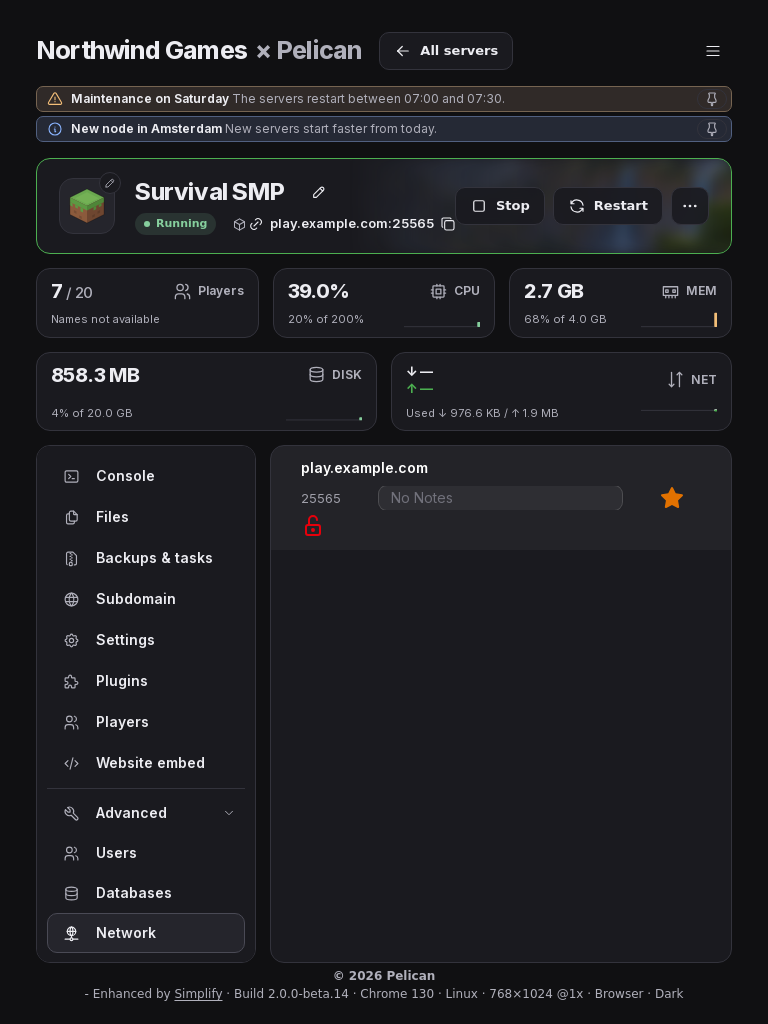 Northwind Games × Pelican
All servers
Maintenance on Saturday The servers restart between 07:00 and 07:30.
New node in Amsterdam New servers start faster from today.
Survival SMP
Running
play.example.com:25565
Stop
Restart
7 / 20
Players
Names not available
39.0%
CPU
20% of 200%
2.7 GB
MEM
68% of 4.0 GB
858.3 MB
DISK
4% of 20.0 GB
↓ —
↑ —
NET
Used ↓ 976.6 KB / ↑ 1.9 MB
Console
Files
Backups & tasks
Subdomain
Settings
Plugins
Players
Website embed
Advanced
Users
Databases
Network
play.example.com
25565
No Notes
© 2026 Pelican
- Enhanced by Simplify · Build 2.0.0-beta.14 · Chrome 130 · Linux · 768×1024 @1x · Browser · Dark